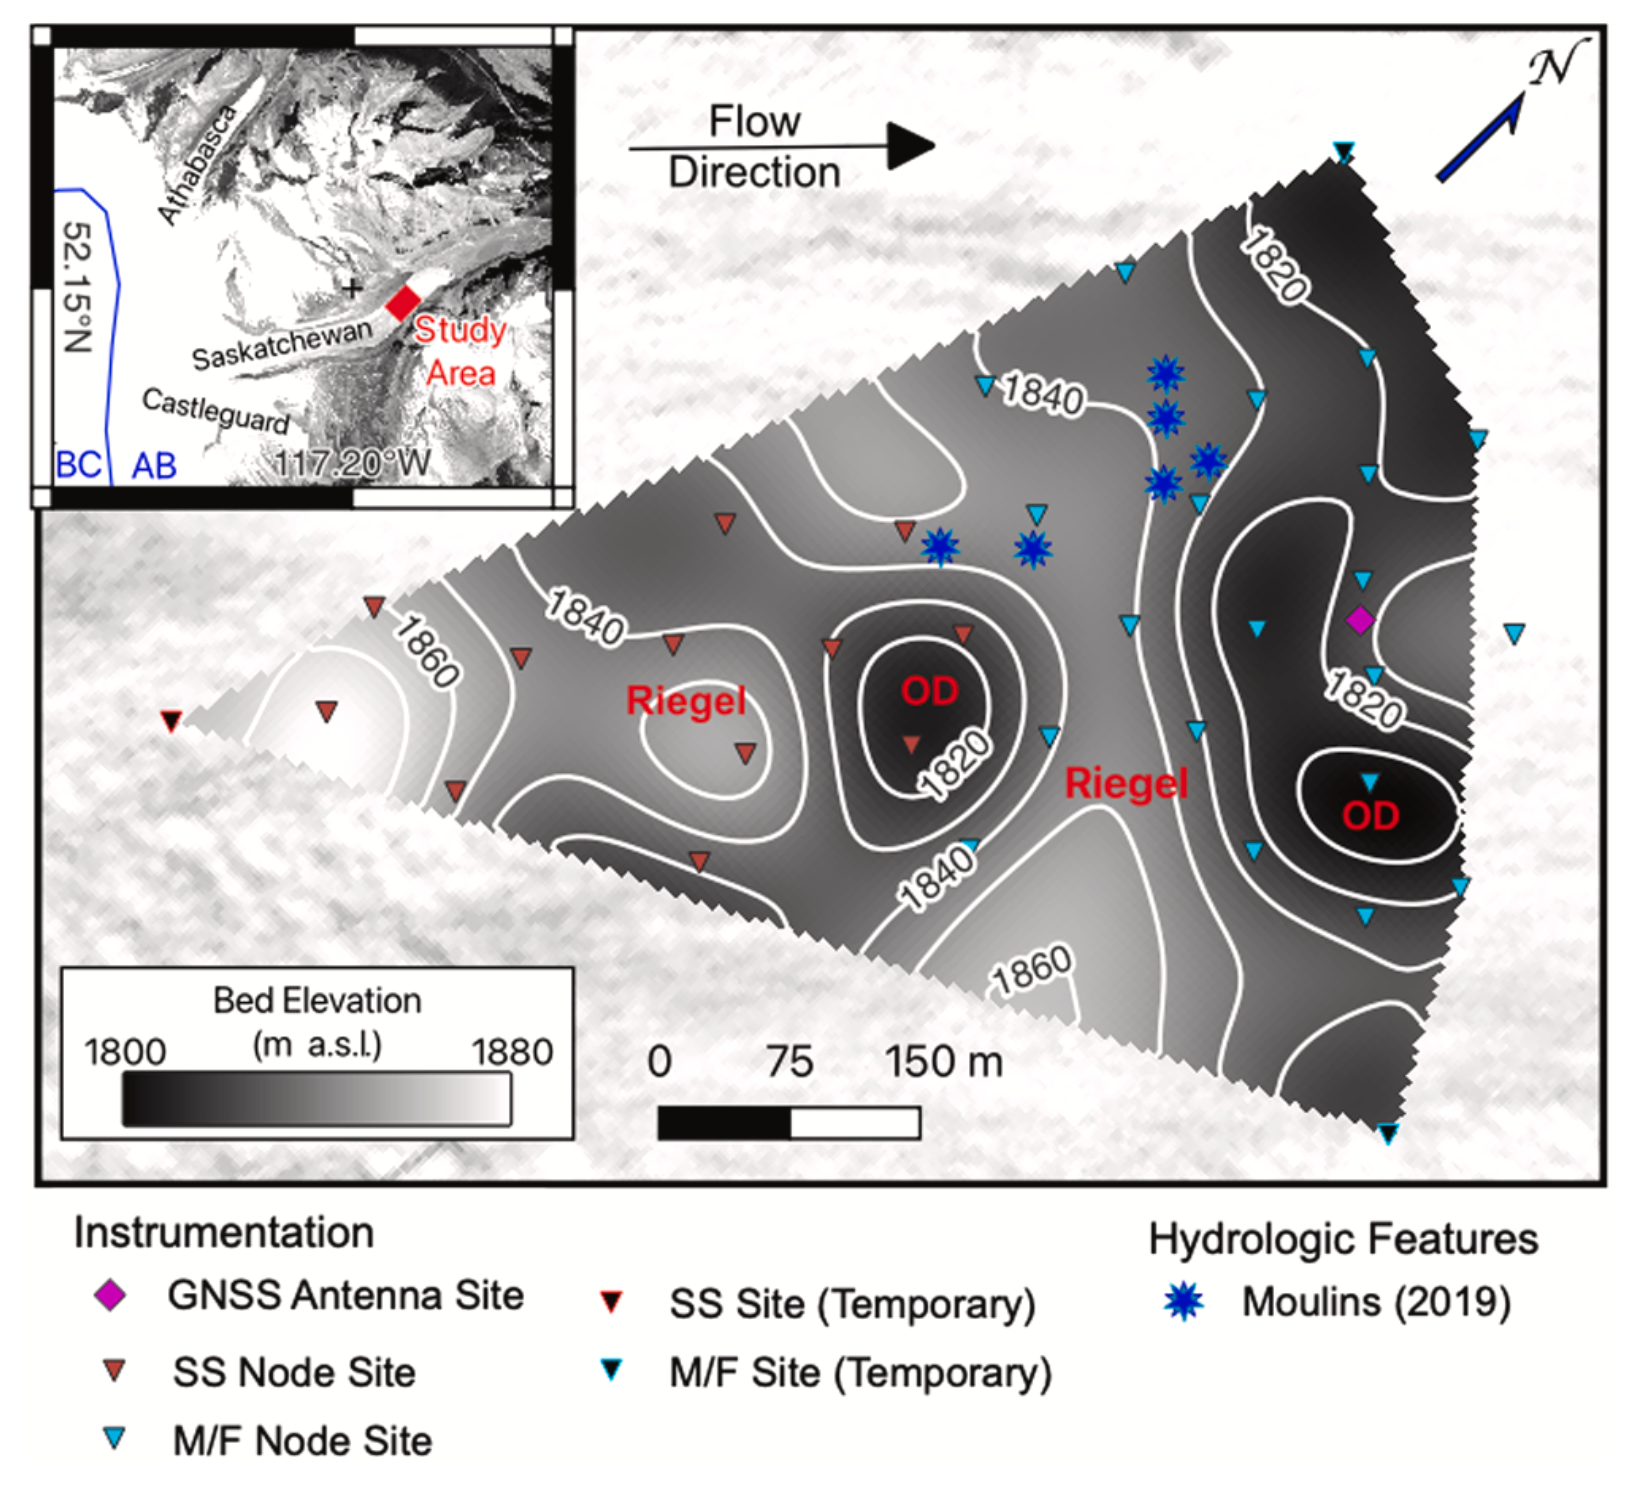 N
Flow
Direction
Athabasca
52.15°N
Saskatchewan
Study
Area
Castleguard
BC
AB
117.20°W
1820
1840
1840
1860
Riegel
OD
1820
1820
Riegel
OD
1840
1860
Bed Elevation
(m a.s.l.)
1800
1880
0 75 150 m
Instrumentation
GNSS Antenna Site
SS Node Site
M/F Node Site
SS Site (Temporary)
M/F Site (Temporary)
Hydrologic Features
Moulins (2019)